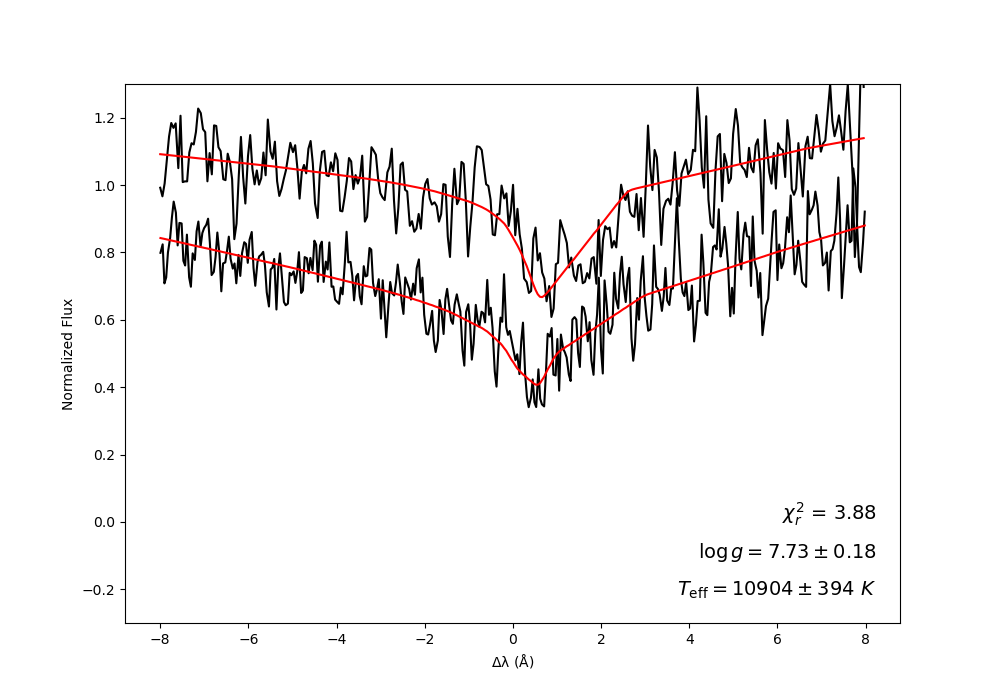 1.2
1.0
0.8
0.6
0.4
0.2
0.0
−0.2
Normalized Flux
χ²ᵣ = 3.88
log g = 7.73 ± 0.18
T_eff = 10904 ± 394 K
−8 −6 −4 −2 0 2 4 6 8
Δλ (Å)